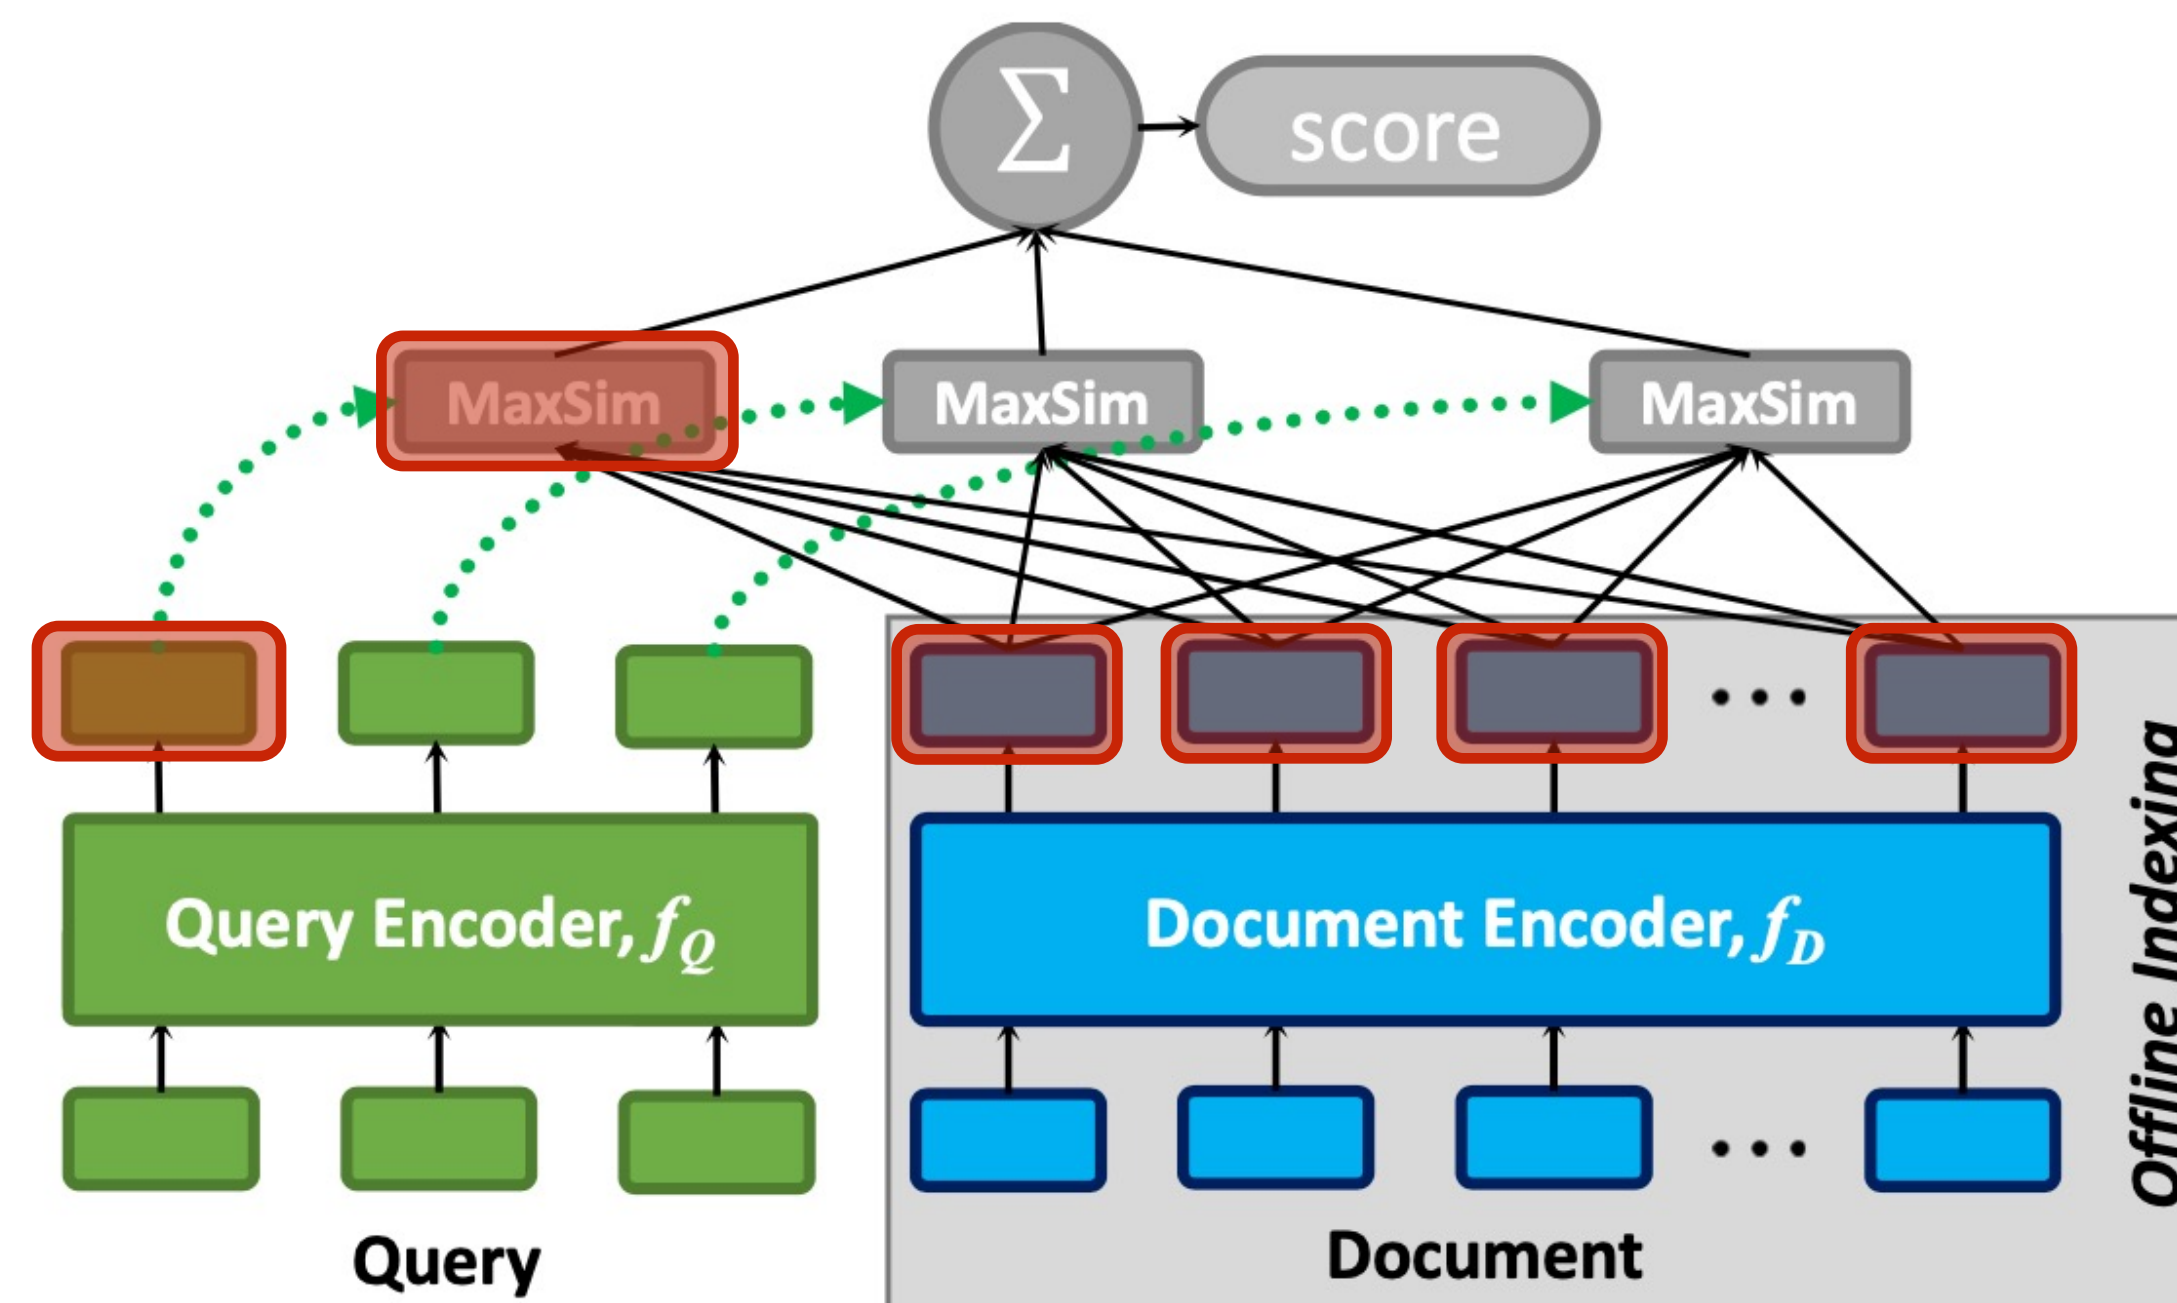 Σ
score
MaxSim
MaxSim
MaxSim
Query Encoder, f_Q
Document Encoder, f_D
Offline Indexing
Query
Document